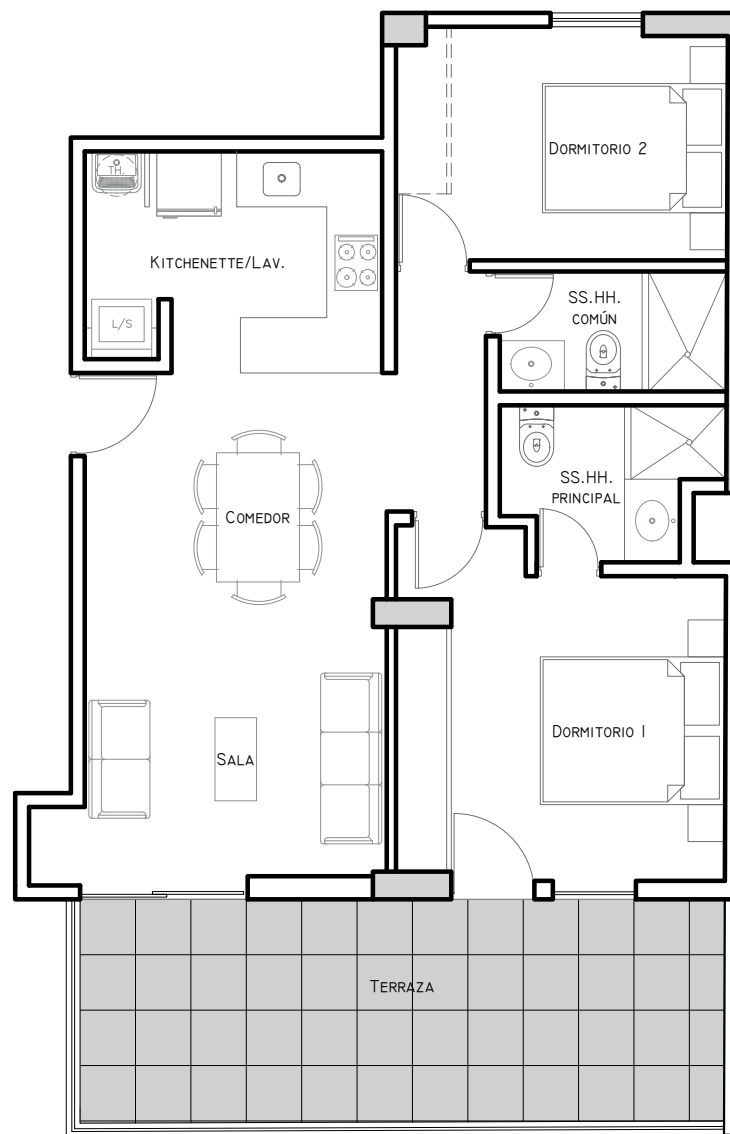 DORMITORIO 2
TH.
KITCHENETTE/LAV.
L/S
SS.HH.
COMÚN
SS.HH.
PRINCIPAL
COMEDOR
SALA
DORMITORIO 1
TERRAZA